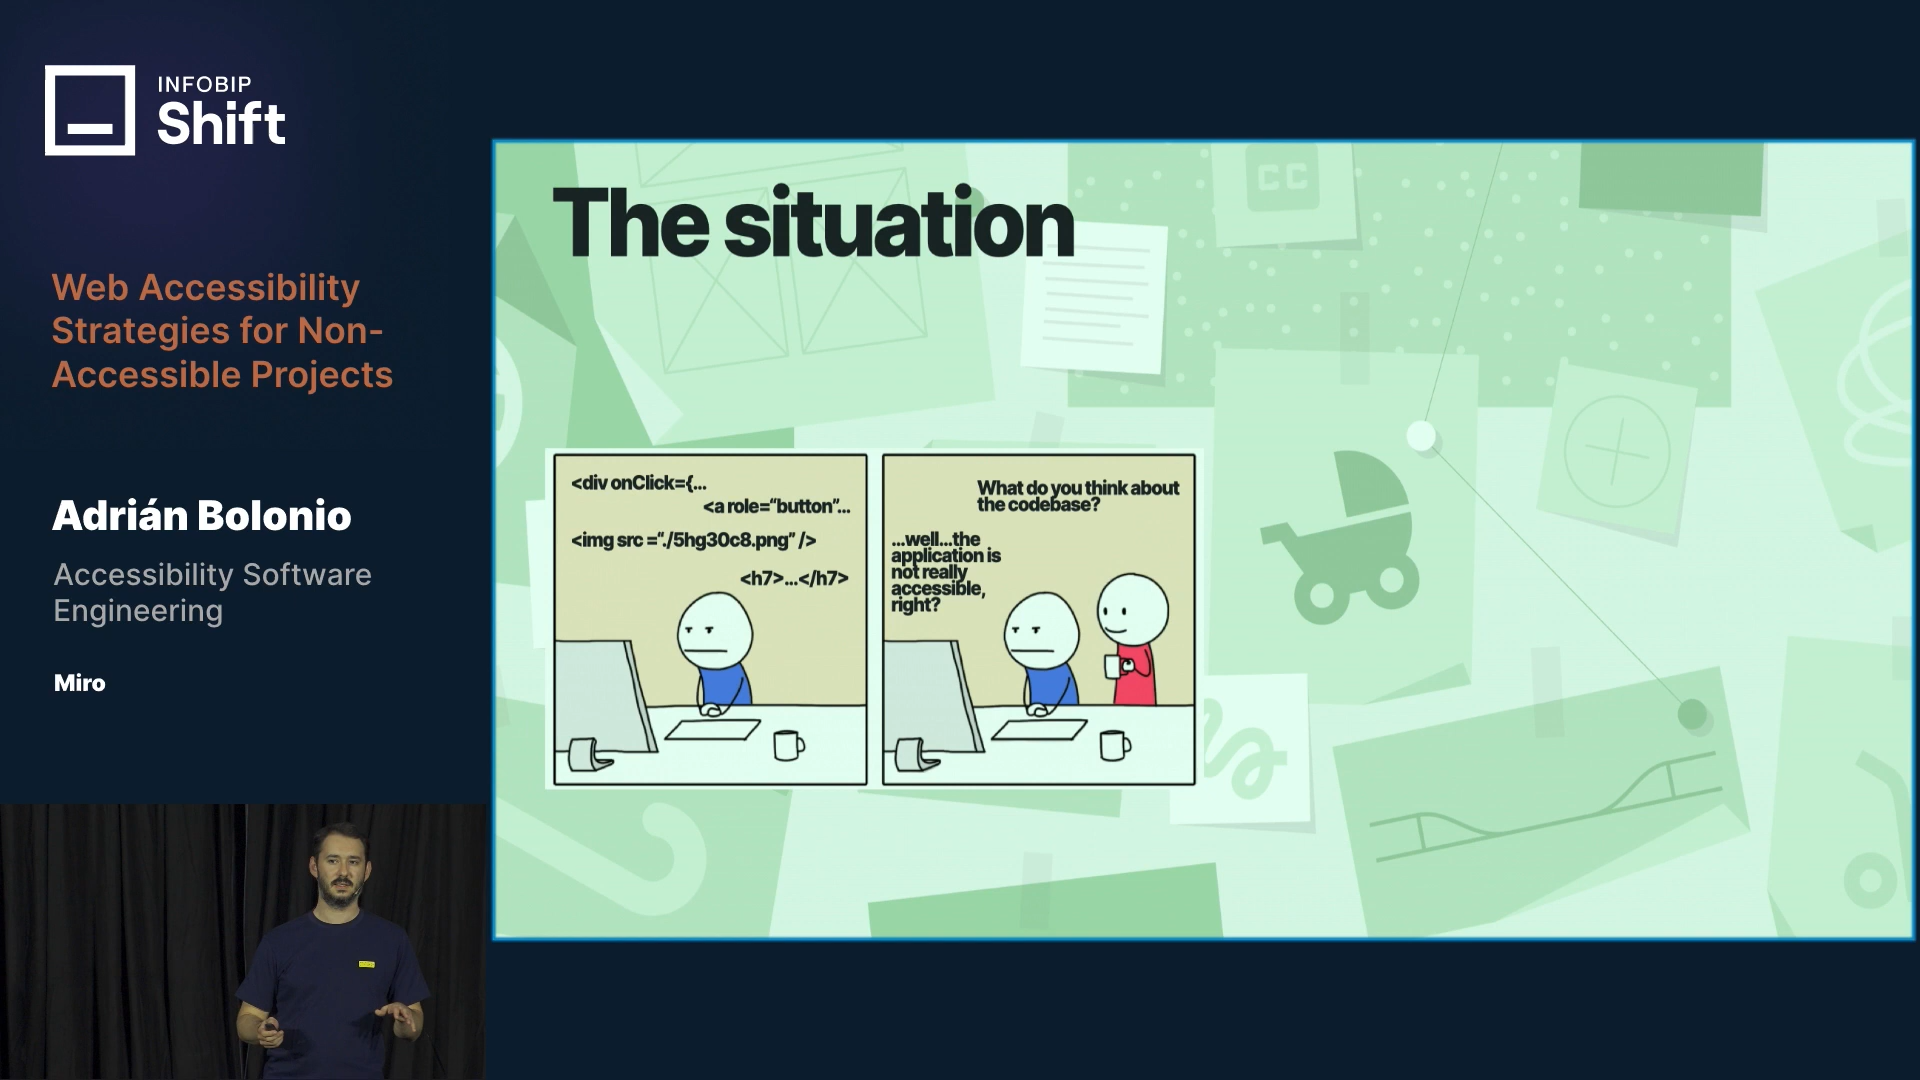 INFOBIP
Shift
Web Accessibility
Strategies for Non-
Accessible Projects
Adrián Bolonio
Accessibility Software
Engineering
Miro
The situation
CC
<div onClick={...
<a role=“button”...
<img src =“./5hg30c8.png” />
<h7>...</h7>
What do you think about
the codebase?
...well...the
application is
not really
accessible,
right?